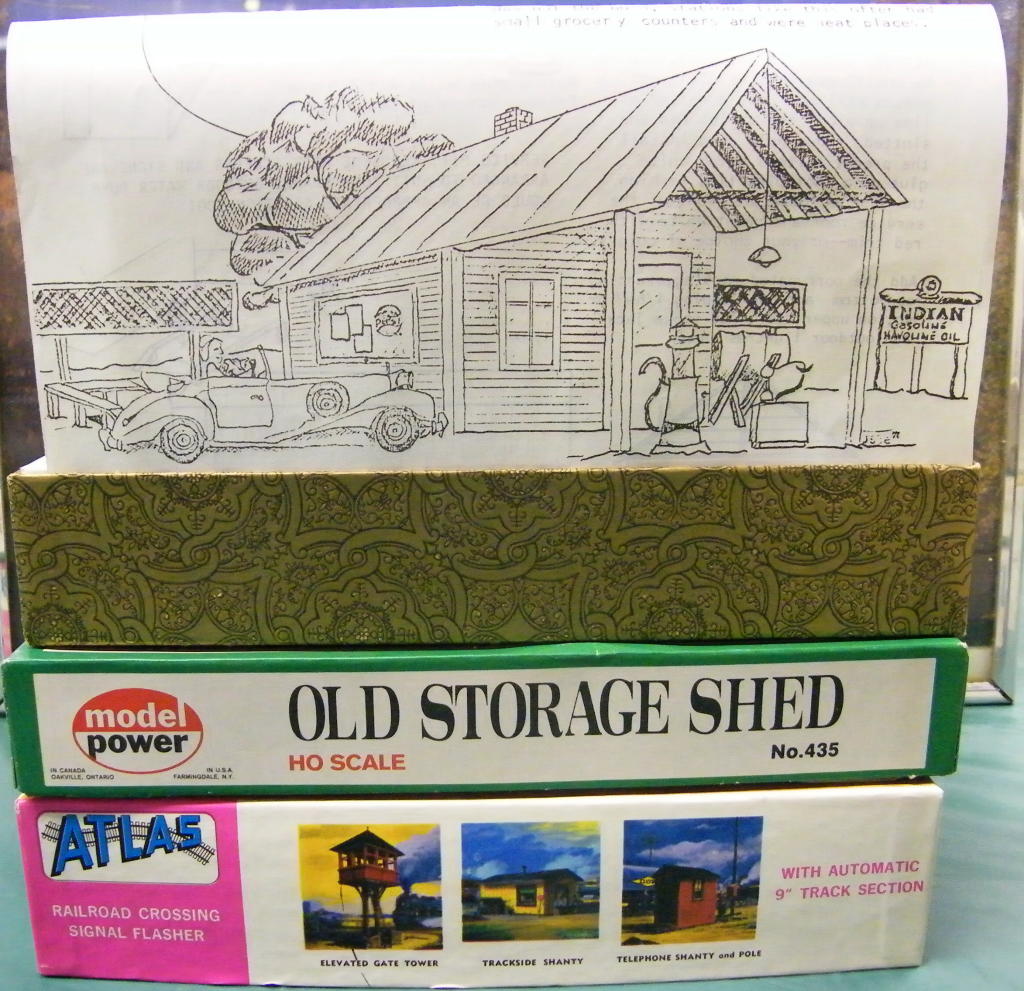 small grocery counters and were neat places.
INDIAN
Gasoline
HAVOLINE OIL
model
power
IN CANADA
OAKVILLE, ONTARIO
IN U.S.A.
FARMINGDALE, N.Y.
OLD STORAGE SHED
HO SCALE
No.435
ATLAS
RAILROAD CROSSING
SIGNAL FLASHER
ELEVATED GATE TOWER
TRACKSIDE SHANTY
TELEPHONE SHANTY and POLE
WITH AUTOMATIC
9" TRACK SECTION